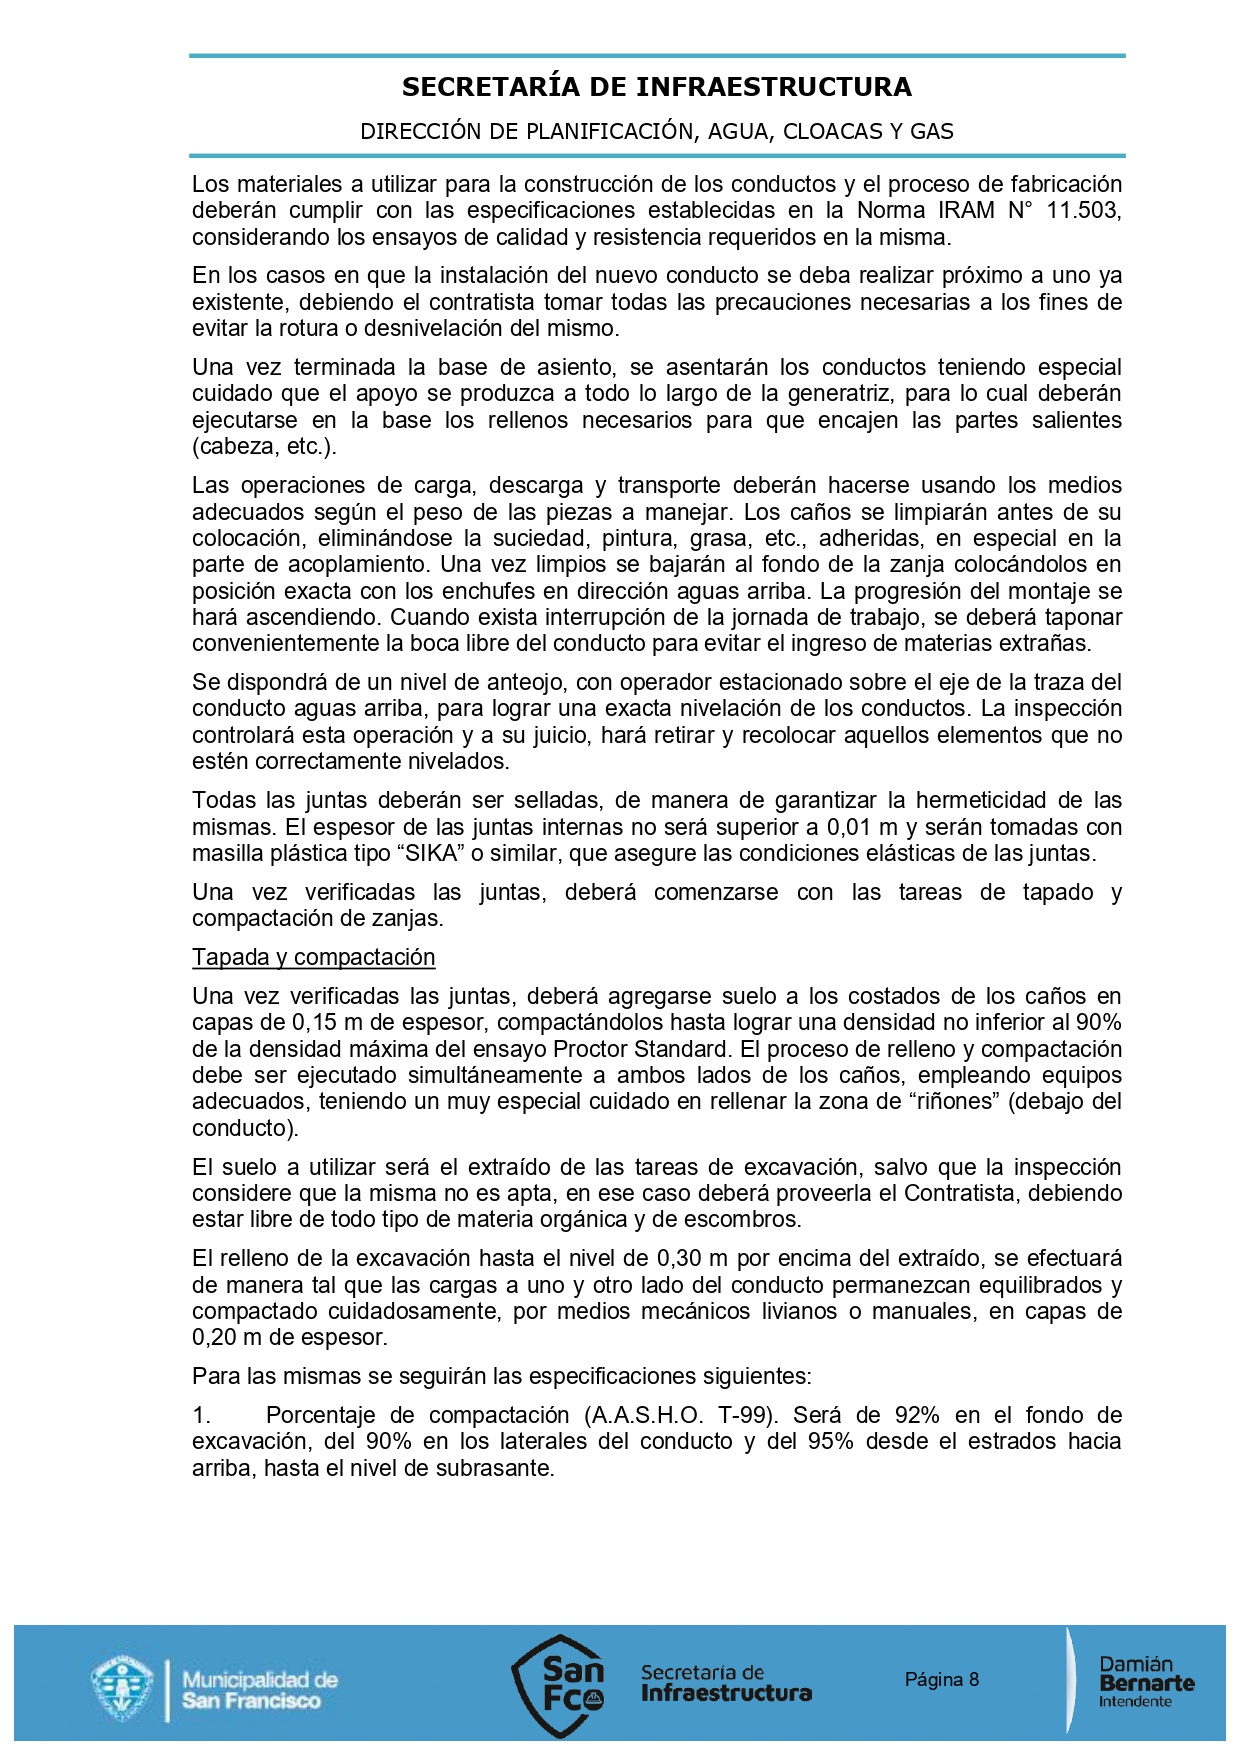 SECRETARÍA DE INFRAESTRUCTURA
DIRECCIÓN DE PLANIFICACIÓN, AGUA, CLOACAS Y GAS
Los materiales a utilizar para la construcción de los conductos y el proceso de fabricación
deberán cumplir con las especificaciones establecidas en la Norma IRAM N° 11.503,
considerando los ensayos de calidad y resistencia requeridos en la misma.
En los casos en que la instalación del nuevo conducto se deba realizar próximo a uno ya
existente, debiendo el contratista tomar todas las precauciones necesarias a los fines de
evitar la rotura o desnivelación del mismo.
Una vez terminada la base de asiento, se asentarán los conductos teniendo especial
cuidado que el apoyo se produzca a todo lo largo de la generatriz, para lo cual deberán
ejecutarse en la base los rellenos necesarios para que encajen las partes salientes
(cabeza, etc.).
Las operaciones de carga, descarga y transporte deberán hacerse usando los medios
adecuados según el peso de las piezas a manejar. Los caños se limpiarán antes de su
colocación, eliminándose la suciedad, pintura, grasa, etc., adheridas, en especial en la
parte de acoplamiento. Una vez limpios se bajarán al fondo de la zanja colocándolos en
posición exacta con los enchufes en dirección aguas arriba. La progresión del montaje se
hará ascendiendo. Cuando exista interrupción de la jornada de trabajo, se deberá taponar
convenientemente la boca libre del conducto para evitar el ingreso de materias extrañas.
Se dispondrá de un nivel de anteojo, con operador estacionado sobre el eje de la traza del
conducto aguas arriba, para lograr una exacta nivelación de los conductos. La inspección
controlará esta operación y a su juicio, hará retirar y recolocar aquellos elementos que no
estén correctamente nivelados.
Todas las juntas deberán ser selladas, de manera de garantizar la hermeticidad de las
mismas. El espesor de las juntas internas no será superior a 0,01 m y serán tomadas con
masilla plástica tipo “SIKA” o similar, que asegure las condiciones elásticas de las juntas.
Una vez verificadas las juntas, deberá comenzarse con las tareas de tapado y
compactación de zanjas.
Tapada y compactación
Una vez verificadas las juntas, deberá agregarse suelo a los costados de los caños en
capas de 0,15 m de espesor, compactándolos hasta lograr una densidad no inferior al 90%
de la densidad máxima del ensayo Proctor Standard. El proceso de relleno y compactación
debe ser ejecutado simultáneamente a ambos lados de los caños, empleando equipos
adecuados, teniendo un muy especial cuidado en rellenar la zona de “riñones” (debajo del
conducto).
El suelo a utilizar será el extraído de las tareas de excavación, salvo que la inspección
considere que la misma no es apta, en ese caso deberá proveerla el Contratista, debiendo
estar libre de todo tipo de materia orgánica y de escombros.
El relleno de la excavación hasta el nivel de 0,30 m por encima del extraído, se efectuará
de manera tal que las cargas a uno y otro lado del conducto permanezcan equilibrados y
compactado cuidadosamente, por medios mecánicos livianos o manuales, en capas de
0,20 m de espesor.
Para las mismas se seguirán las especificaciones siguientes:
1. Porcentaje de compactación (A.A.S.H.O. T-99). Será de 92% en el fondo de
excavación, del 90% en los laterales del conducto y del 95% desde el estrados hacia
arriba, hasta el nivel de subrasante.
Municipalidad de
San Francisco
San
Fco
Secretaría de
Infraestructura
Página 8
Damián
Bernarte
Intendente